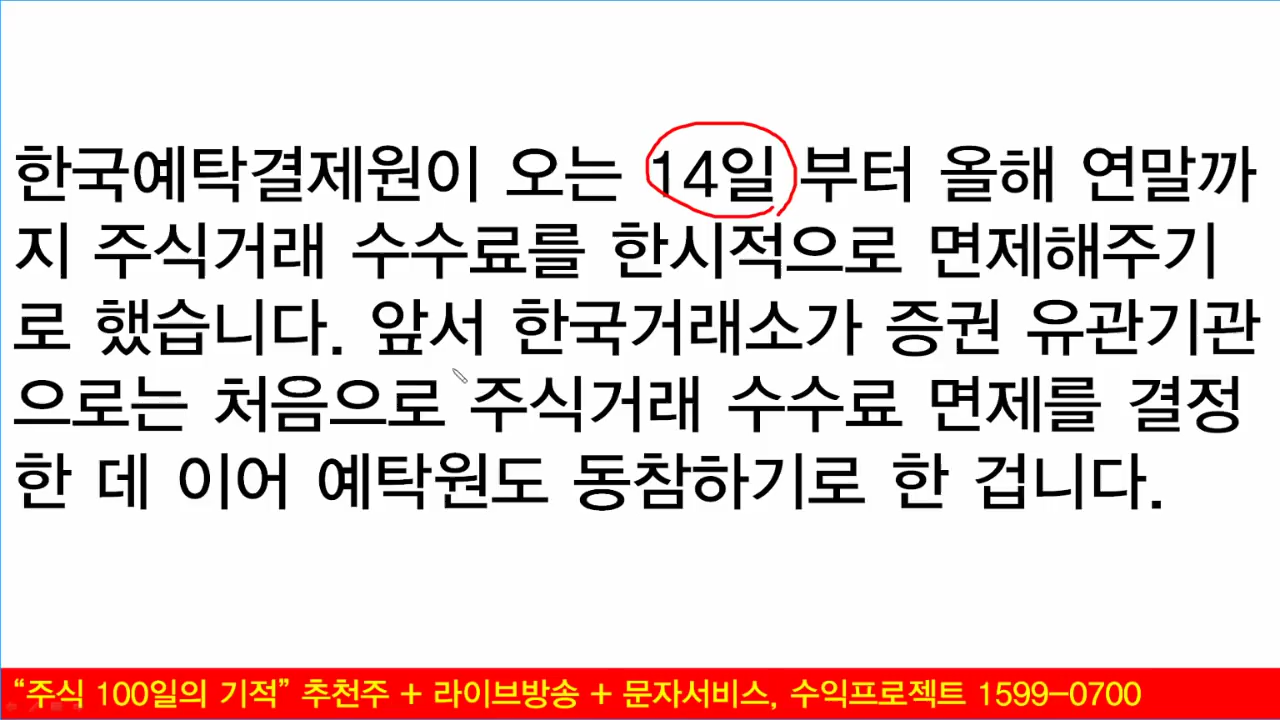 한국예탁결제원이 오는 14일 부터 올해 연말까
지 주식거래 수수료를 한시적으로 면제해주기
로 했습니다. 앞서 한국거래소가 증권 유관기관
으로는 처음으로 주식거래 수수료 면제를 결정
한 데 이어 예탁원도 동참하기로 한 겁니다.
“주식 100일의 기적” 추천주 + 라이브방송 + 문자서비스, 수익프로젝트 1599-0700